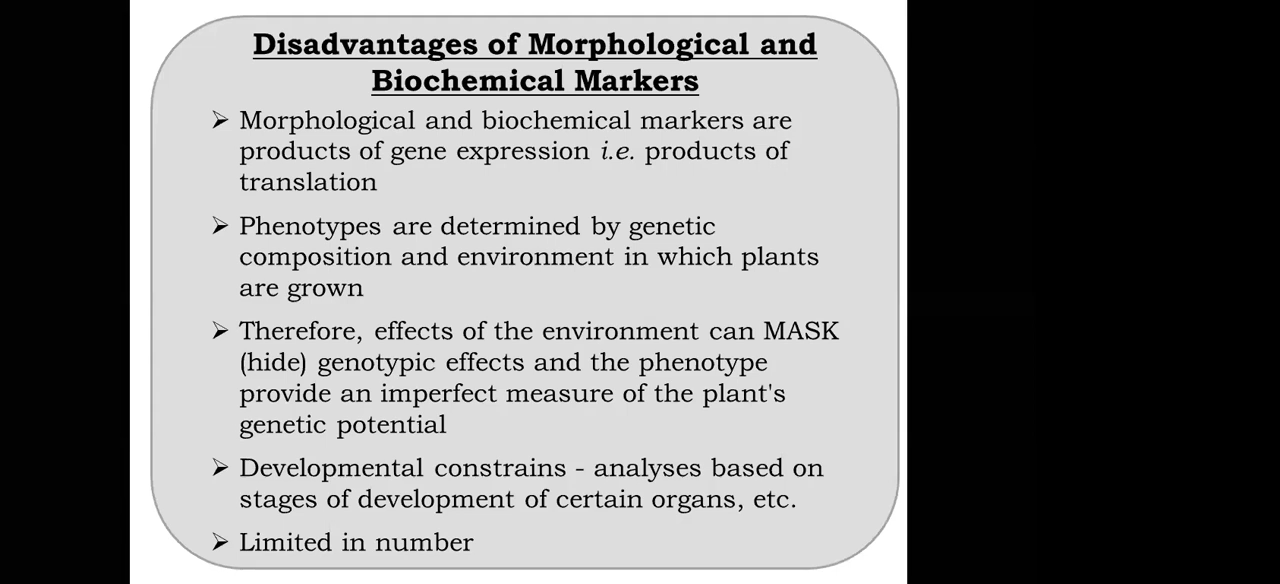 Disadvantages of Morphological and
Biochemical Markers
➢ Morphological and biochemical markers are
products of gene expression i.e. products of
translation
➢ Phenotypes are determined by genetic
composition and environment in which plants
are grown
➢ Therefore, effects of the environment can MASK
(hide) genotypic effects and the phenotype
provide an imperfect measure of the plant's
genetic potential
➢ Developmental constrains - analyses based on
stages of development of certain organs, etc.
➢ Limited in number